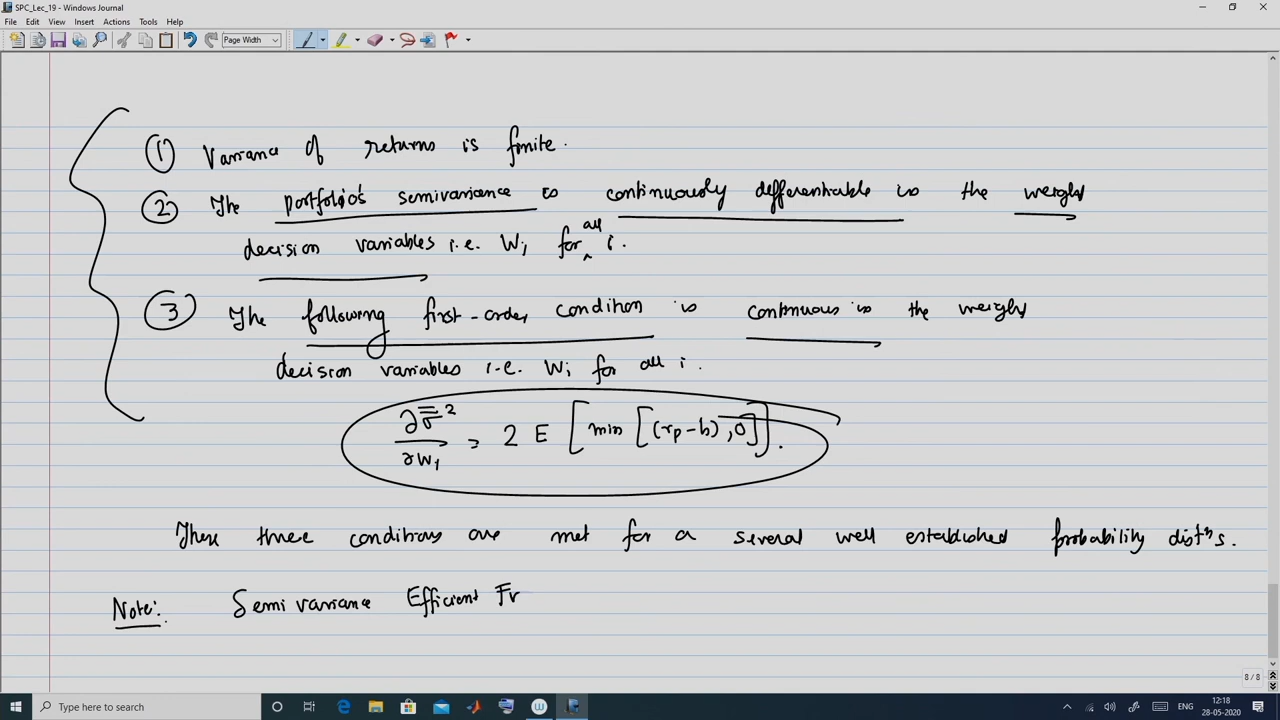 SPC_Lec_19 - Windows Journal
File Edit View Insert Actions Tools Help
Page Width
① Variance of returns is finite.
② The portfolio's semivariance is continuously differentiable in the weight
decision variables i.e. Wi for all i.
③ The following first-order condition is continuous in the weight
decision variables i.e. Wi for all i.
∂σ̿²/∂Wi = 2 E [min [(rp-b), 0]].
These three conditions are met for a several well established probability distⁿs.
Note:. Semi variance Efficient Fr
8 / 8
Type here to search
ENG
12:18
28-05-2020